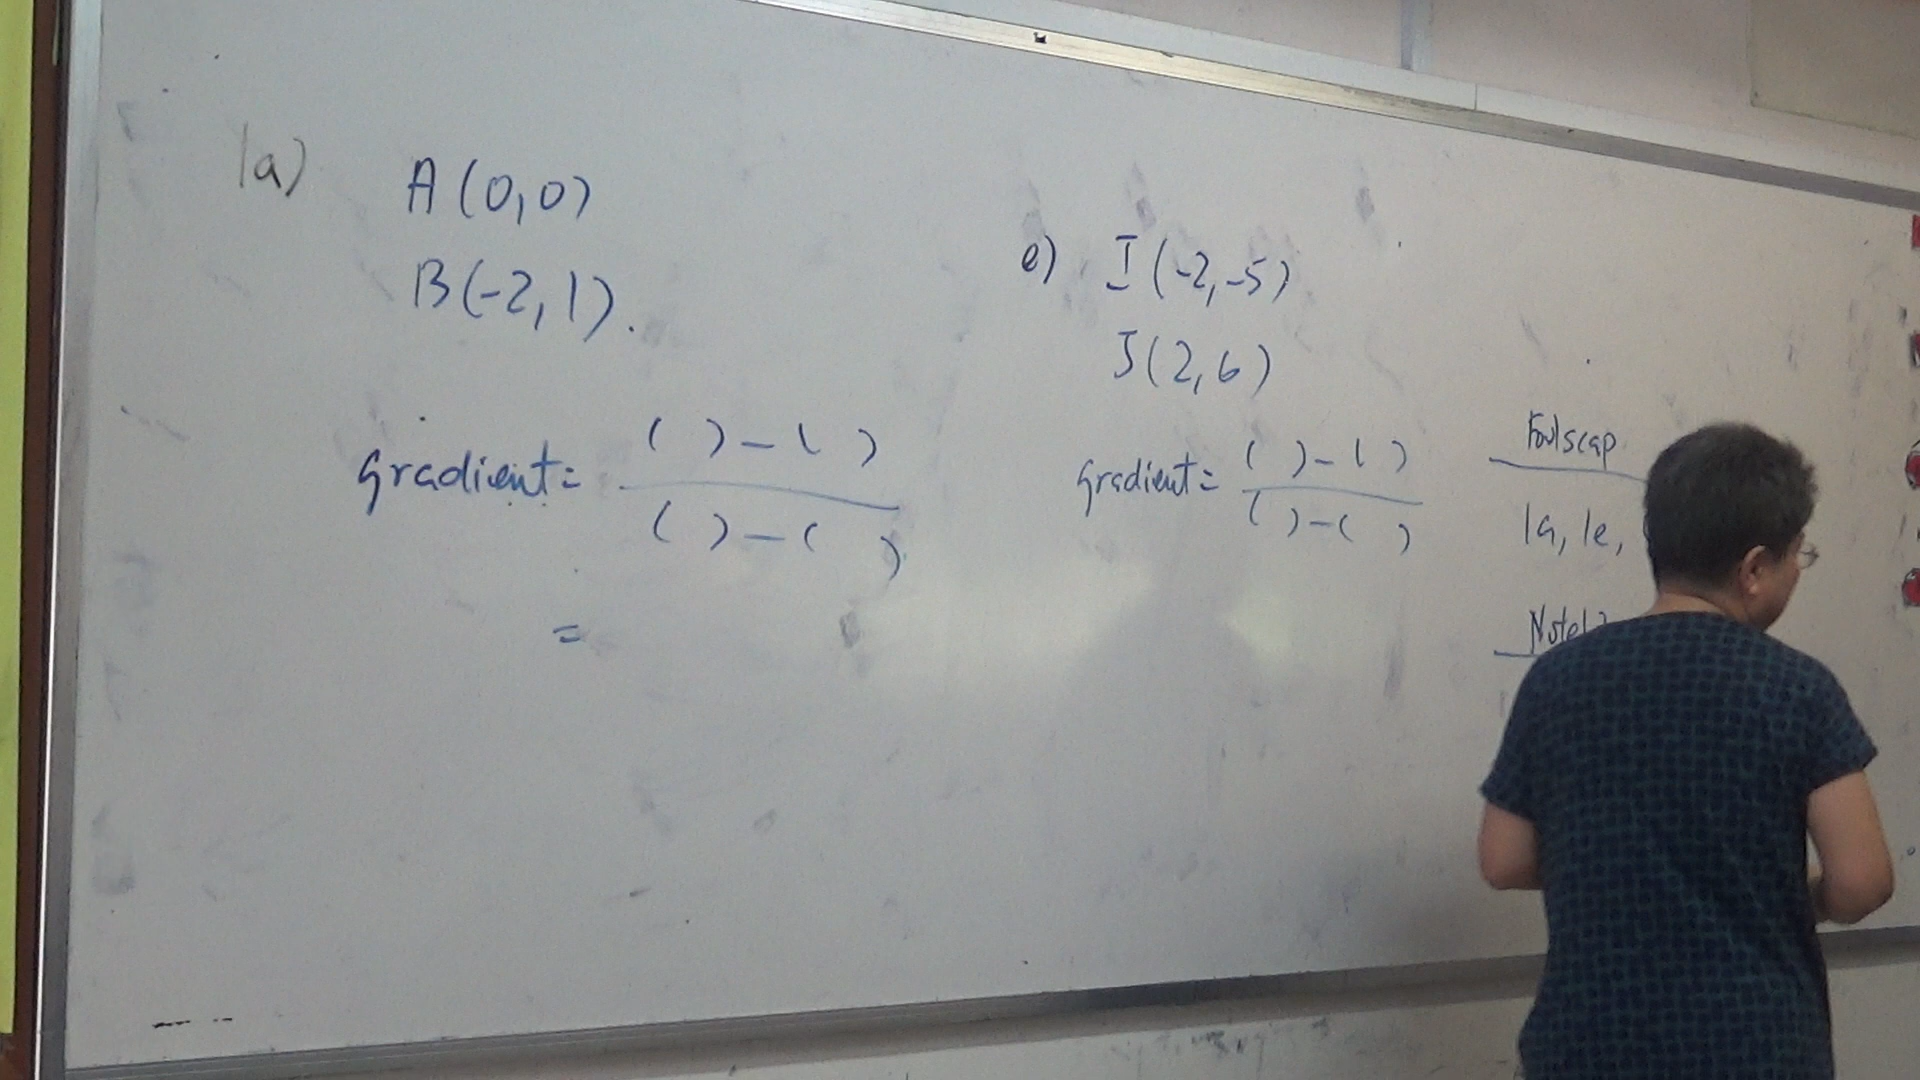 1a) A(0,0)
B(-2,1).
gradient = ( ) - ( )
( ) - ( )
=
e) I(-2,-5)
J(2,6)
gradient = ( ) - ( )
( ) - ( )
Foolscap
1a, 1e,